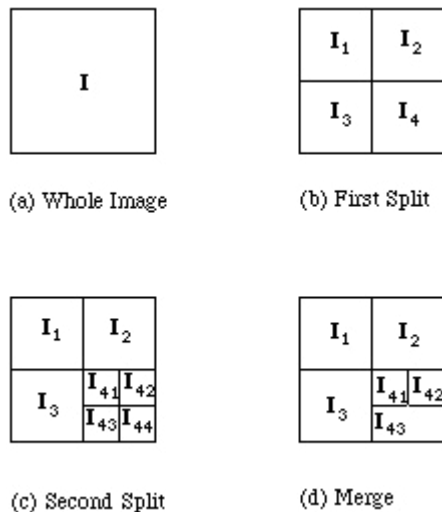 I
I₁ I₂
I₃ I₄
(a) Whole Image
(b) First Split
I₁ I₂
I₃ I₄₁ I₄₂
I₄₃ I₄₄
I₁ I₂
I₃ I₄₁ I₄₂
I₄₃
(c) Second Split
(d) Merge